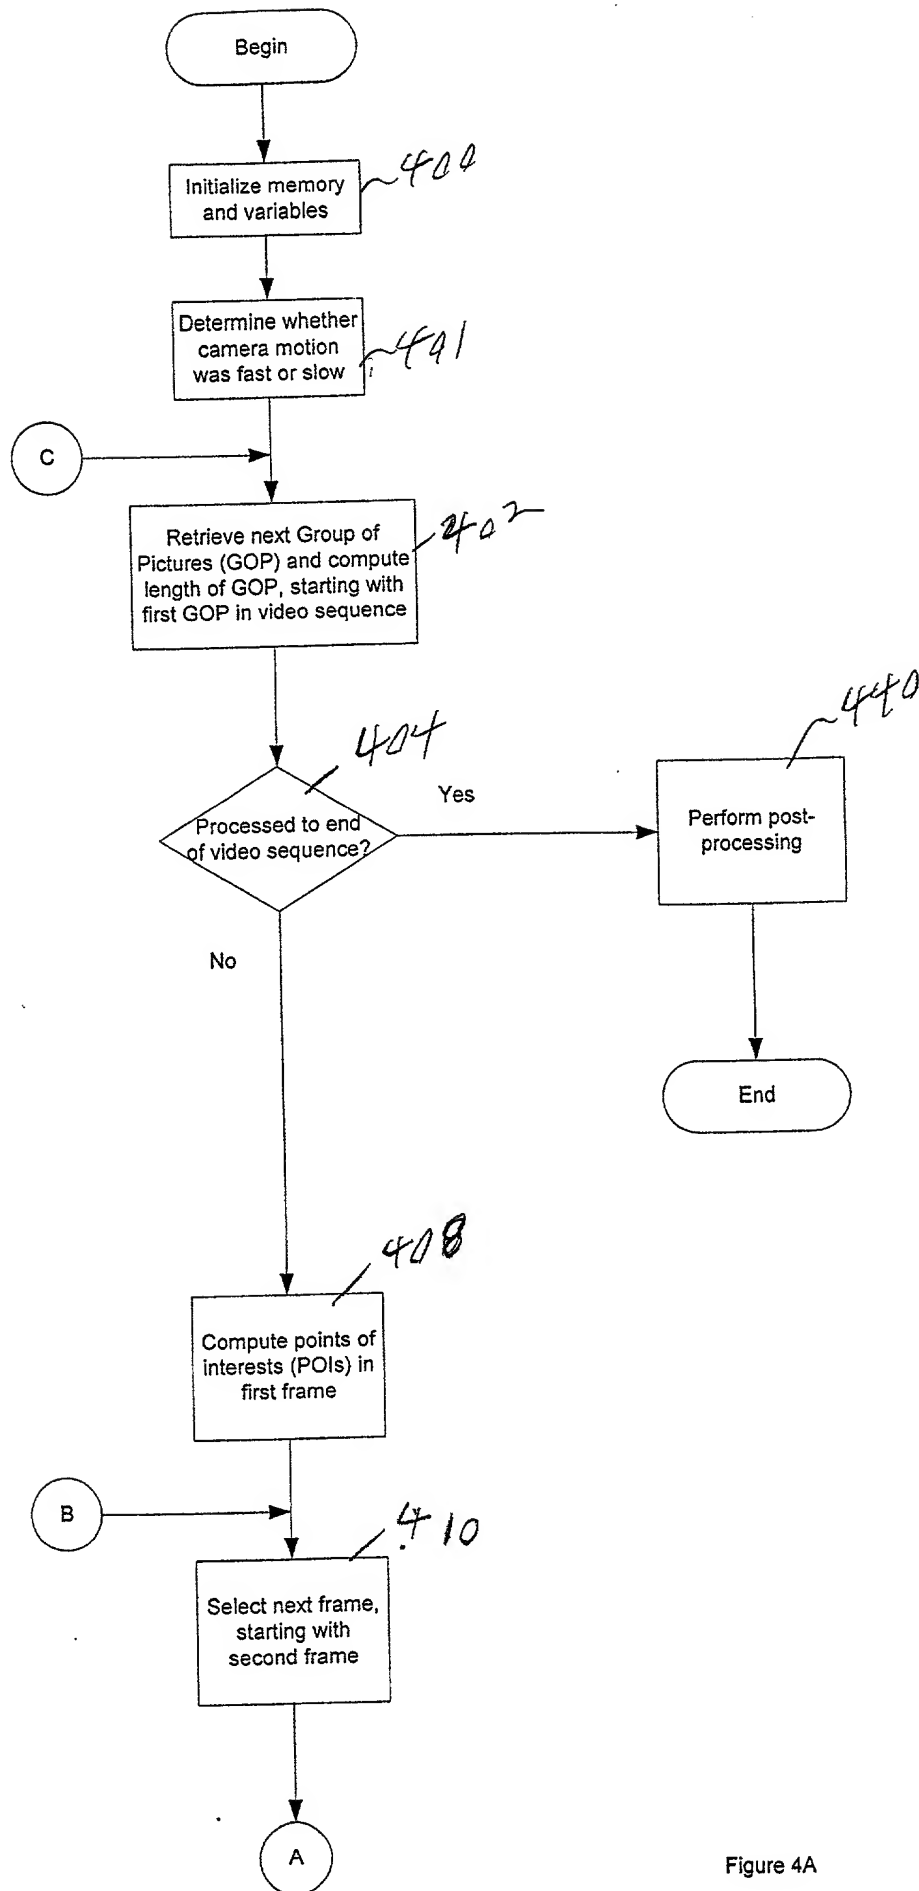 Begin
400
Initialize memory
and variables
401
Determine whether
camera motion
was fast or slow
C
402
Retrieve next Group of
Pictures (GOP) and compute
length of GOP, starting with
first GOP in video sequence
404
Processed to end
of video sequence?
Yes
440
Perform post-
processing
No
End
408
Compute points of
interests (POIs) in
first frame
B
410
Select next frame,
starting with
second frame
A
Figure 4A